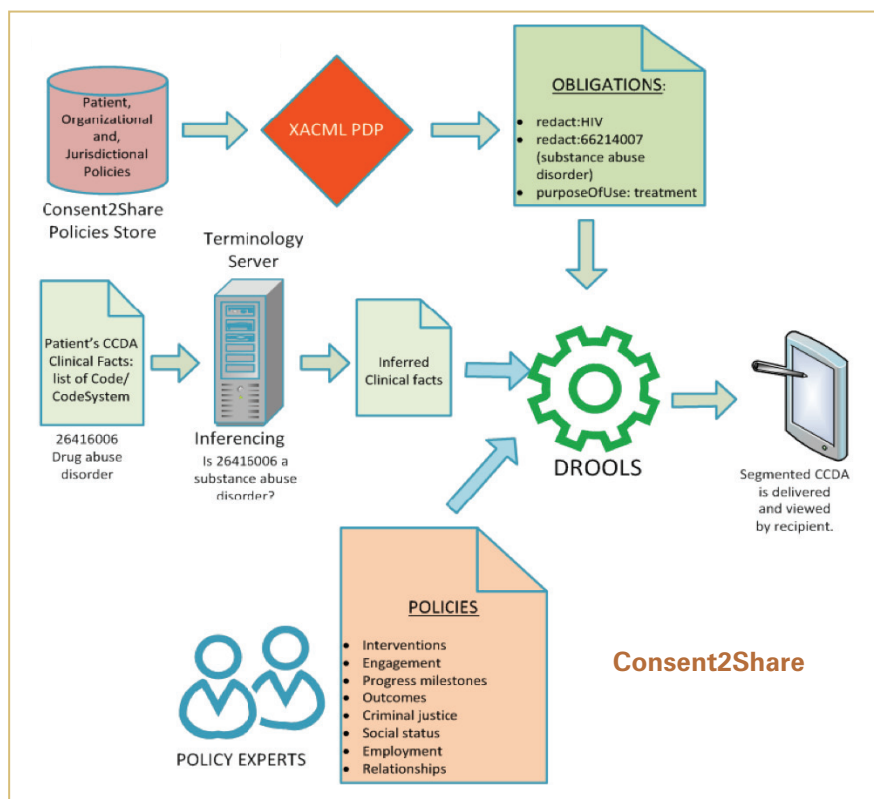 Patient,
Organizational
and,
Jurisdictional
Policies
Consent2Share
Policies Store
XACML PDP
OBLIGATIONS:
• redact:HIV
• redact:66214007
(substance abuse
disorder)
• purposeOfUse: treatment
Terminology
Server
Patient's CCDA
Clinical Facts:
list of Code/
CodeSystem
26416006
Drug abuse
disorder
Inferencing
Is 26416006 a
substance abuse
disorder?
Inferred
Clinical facts
DROOLS
Segmented CCDA
is delivered
and viewed
by recipient.
POLICIES
• Interventions
• Engagement
• Progress milestones
• Outcomes
• Criminal justice
• Social status
• Employment
• Relationships
POLICY EXPERTS
Consent2Share